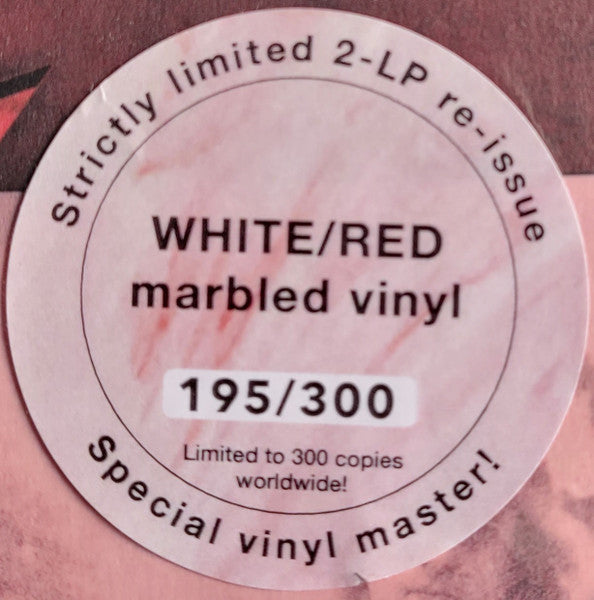 Strictly limited 2-LP re-issue
WHITE/RED
marbled vinyl
195/300
Limited to 300 copies
worldwide!
Special vinyl master!